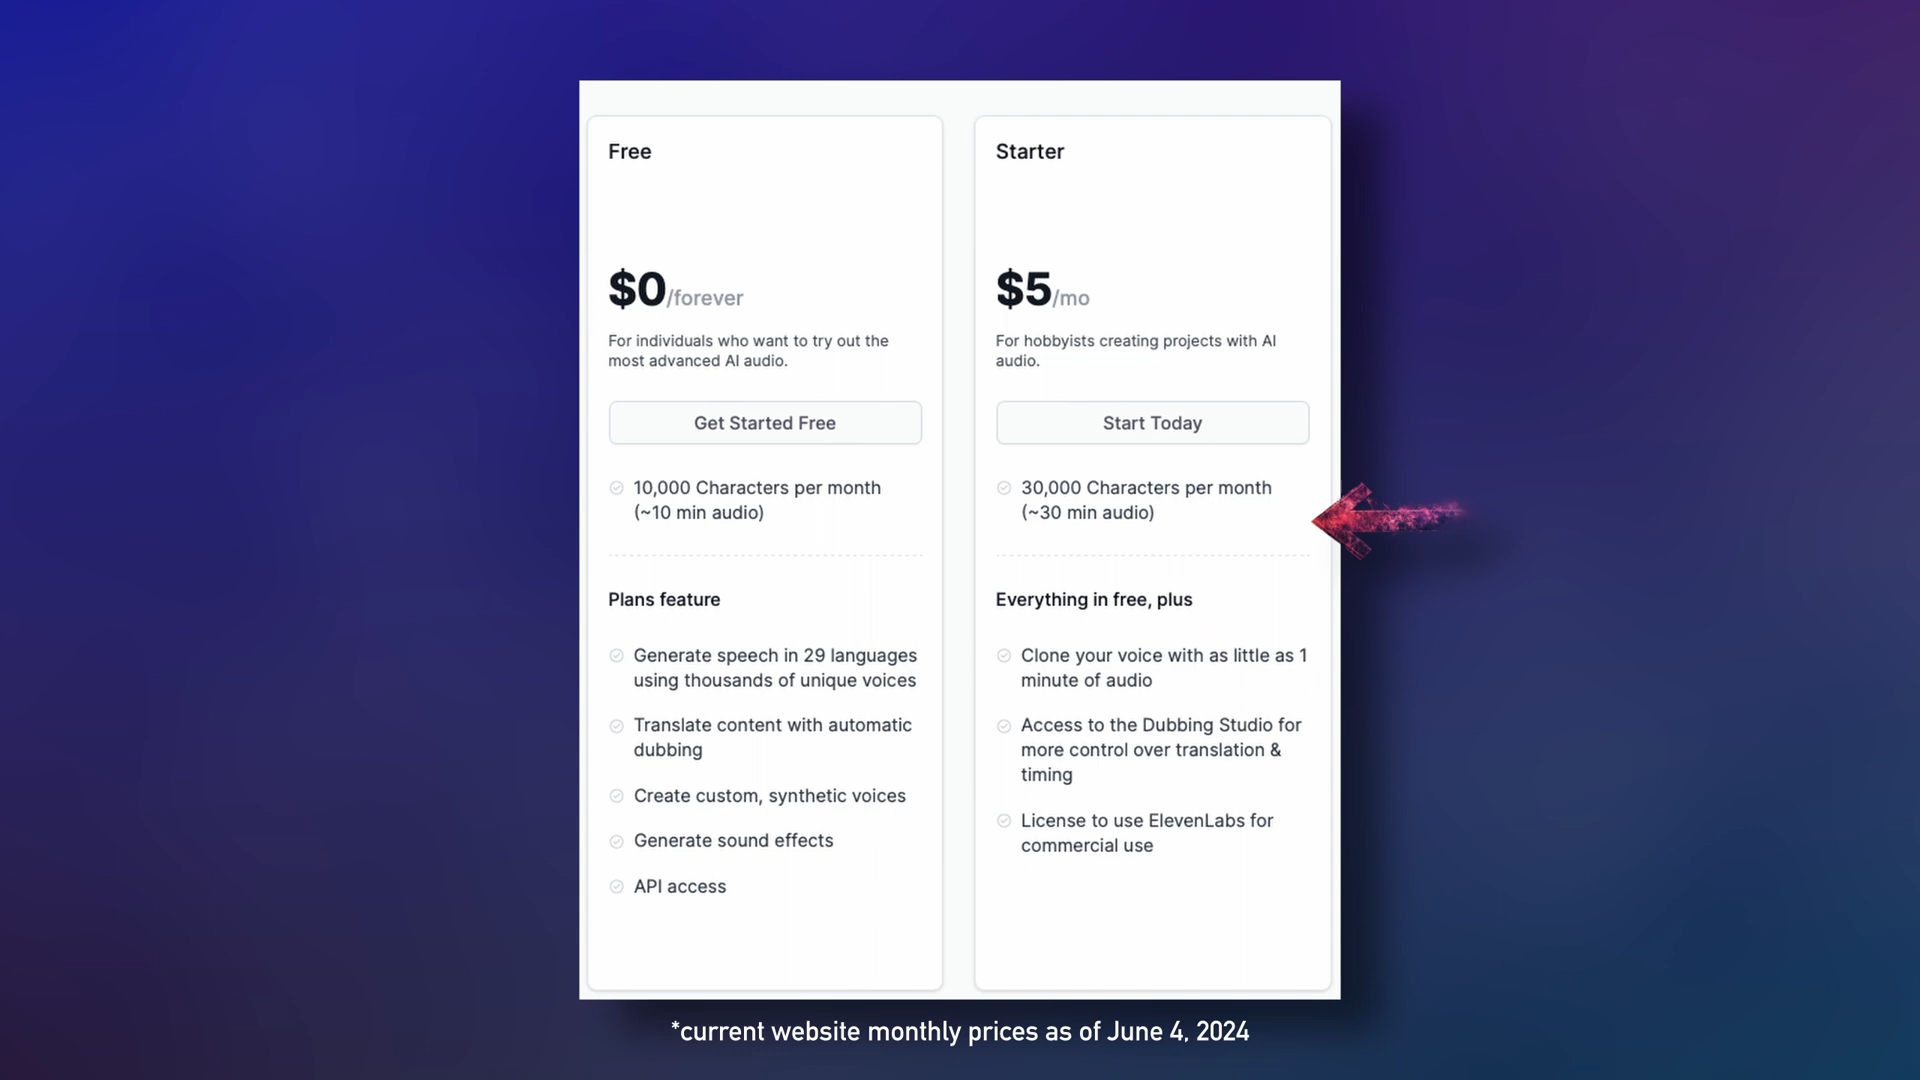 Free
$0/forever
For individuals who want to try out the
most advanced AI audio.
Get Started Free
10,000 Characters per month
(~10 min audio)
Plans feature
Generate speech in 29 languages
using thousands of unique voices
Translate content with automatic
dubbing
Create custom, synthetic voices
Generate sound effects
API access
Starter
$5/mo
For hobbyists creating projects with AI
audio.
Start Today
30,000 Characters per month
(~30 min audio)
Everything in free, plus
Clone your voice with as little as 1
minute of audio
Access to the Dubbing Studio for
more control over translation &
timing
License to use ElevenLabs for
commercial use
*current website monthly prices as of June 4, 2024